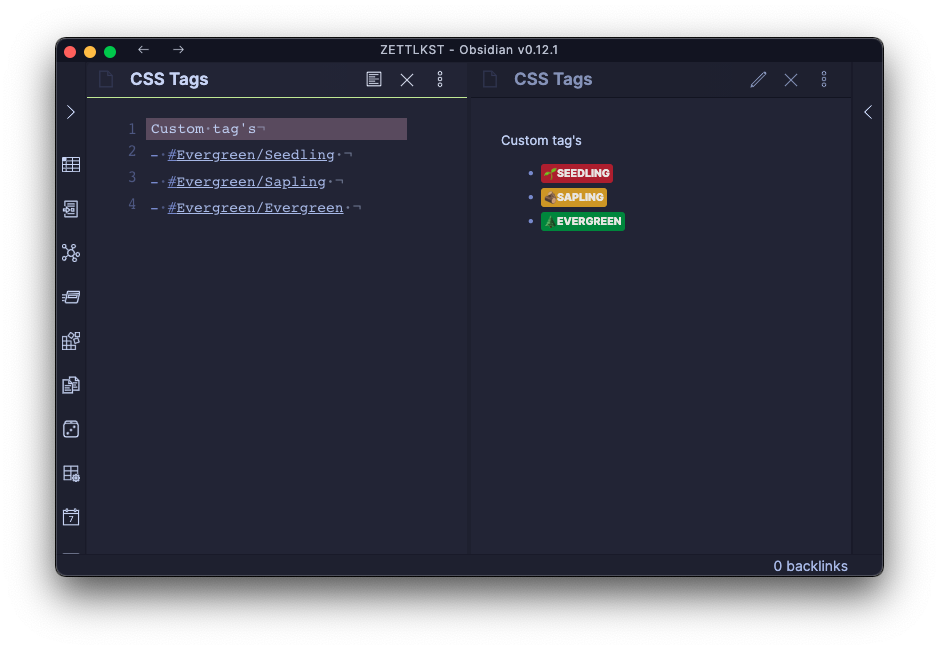 ZETTLKST - Obsidian v0.12.1
CSS Tags
1 Custom·tag's¬
2 -·#Evergreen/Seedling·¬
3 -·#Evergreen/Sapling·¬
4 -·#Evergreen/Evergreen·¬
7
CSS Tags
Custom tag's
• 🌱SEEDLING
• SAPLING
• 🌲EVERGREEN
0 backlinks